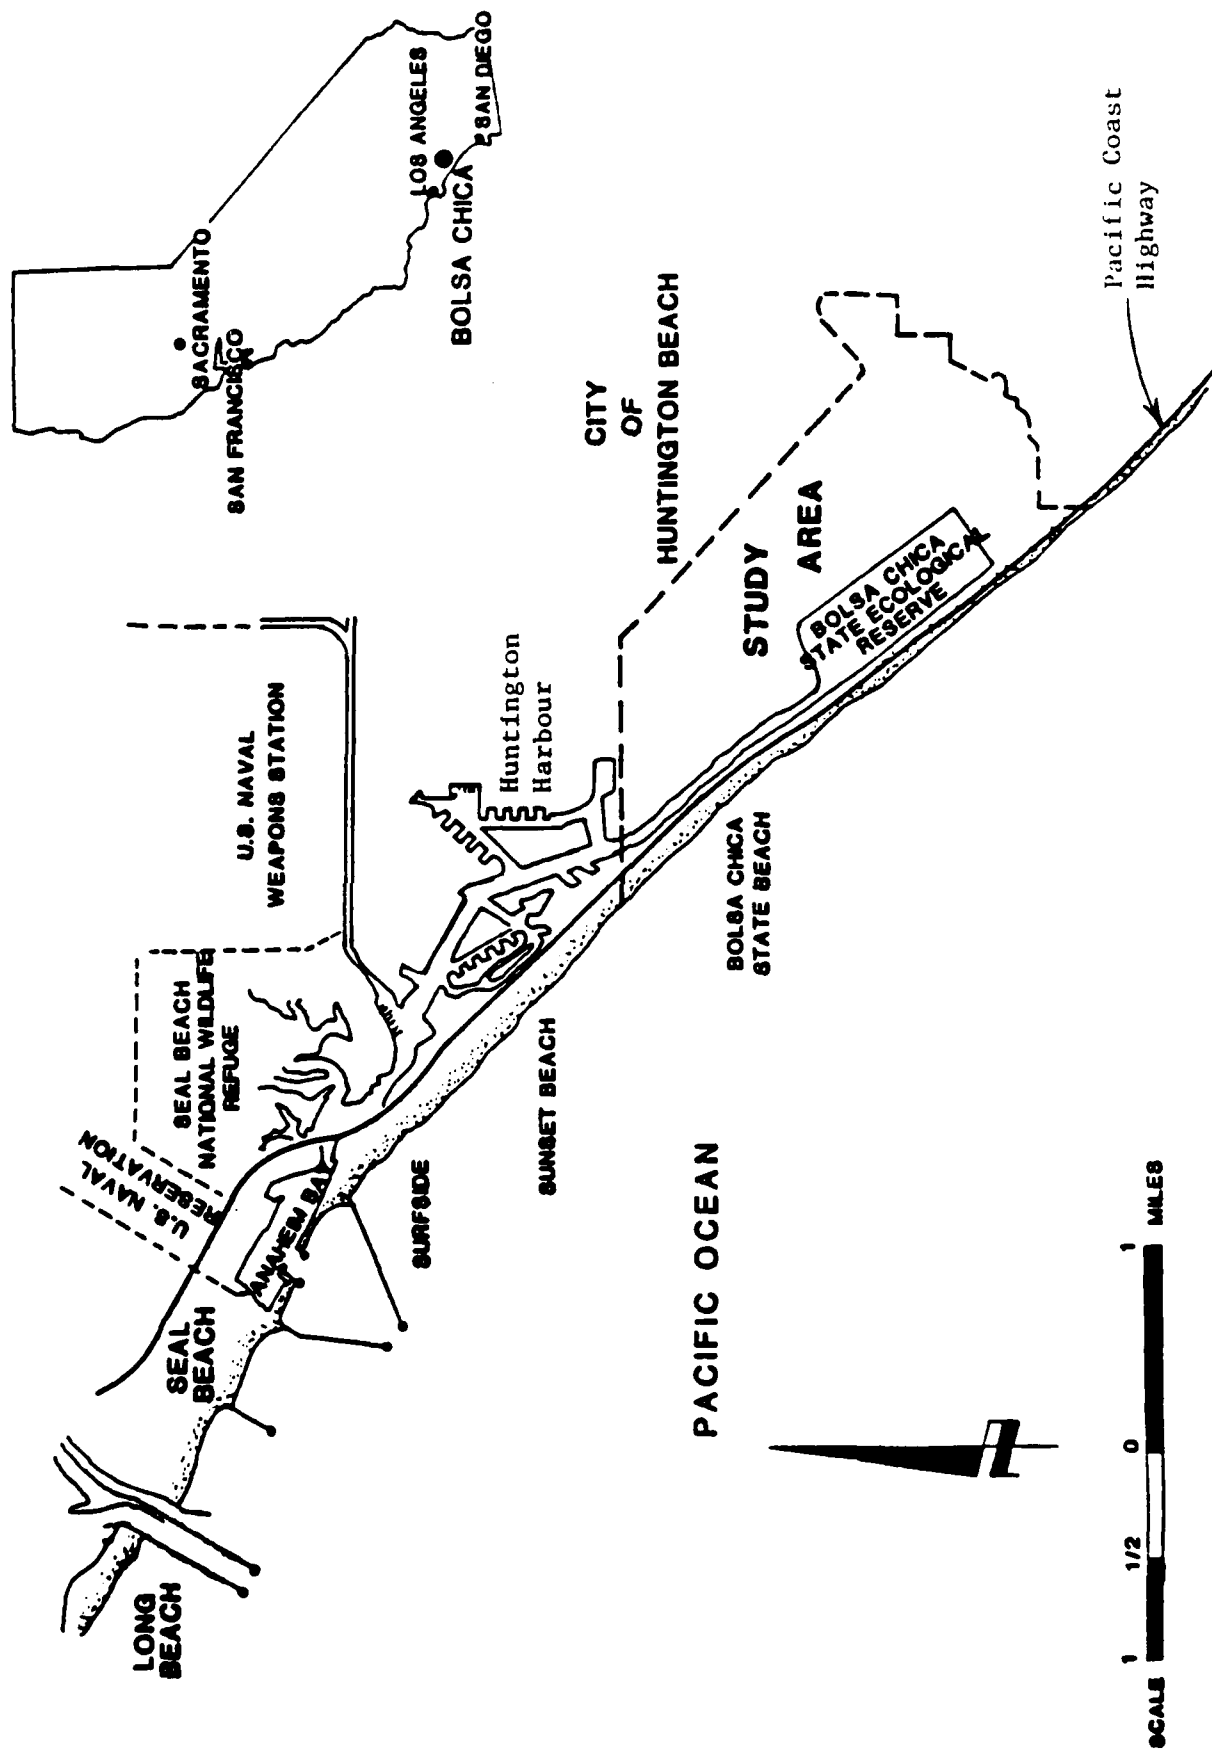 LONG
BEACH
SEAL
BEACH
U.S. NAVAL
RESERVATION
ANAHEIM BAY
SEAL BEACH
NATIONAL WILDLIFE
REFUGE
U.S. NAVAL
WEAPONS STATION
SURFSIDE
SUNSET BEACH
Huntington
Harbour
SACRAMENTO
SAN FRANCISCO
LOS ANGELES
BOLSA CHICA
SAN DIEGO
CITY
OF
HUNTINGTON BEACH
STUDY
AREA
BOLSA CHICA
STATE ECOLOGICAL
RESERVE
BOLSA CHICA
STATE BEACH
PACIFIC OCEAN
Pacific Coast
Highway
N
SCALE 1 1/2 0 1 MILES